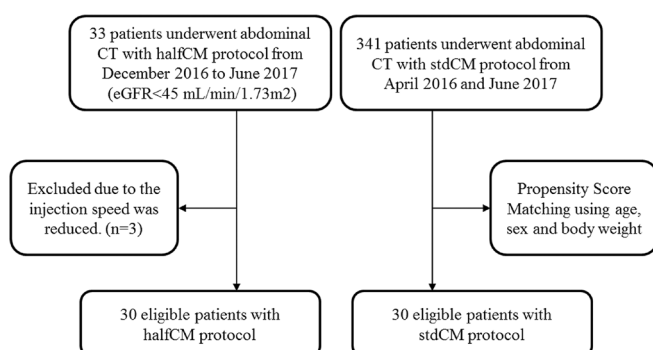 33 patients underwent abdominal
CT with halfCM protocol from
December 2016 to June 2017
(eGFR<45 mL/min/1.73m2)
341 patients underwent abdominal
CT with stdCM protocol from
April 2016 and June 2017
Excluded due to the
injection speed was
reduced. (n=3)
Propensity Score
Matching using age,
sex and body weight
30 eligible patients with
halfCM protocol
30 eligible patients with
stdCM protocol